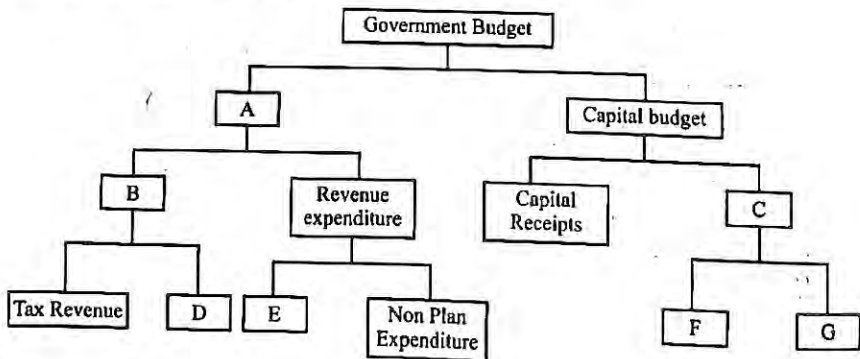 Government Budget
A
Capital budget
B
Revenue
expenditure
Capital
Receipts
C
Tax Revenue
D
E
Non Plan
Expenditure
F
G